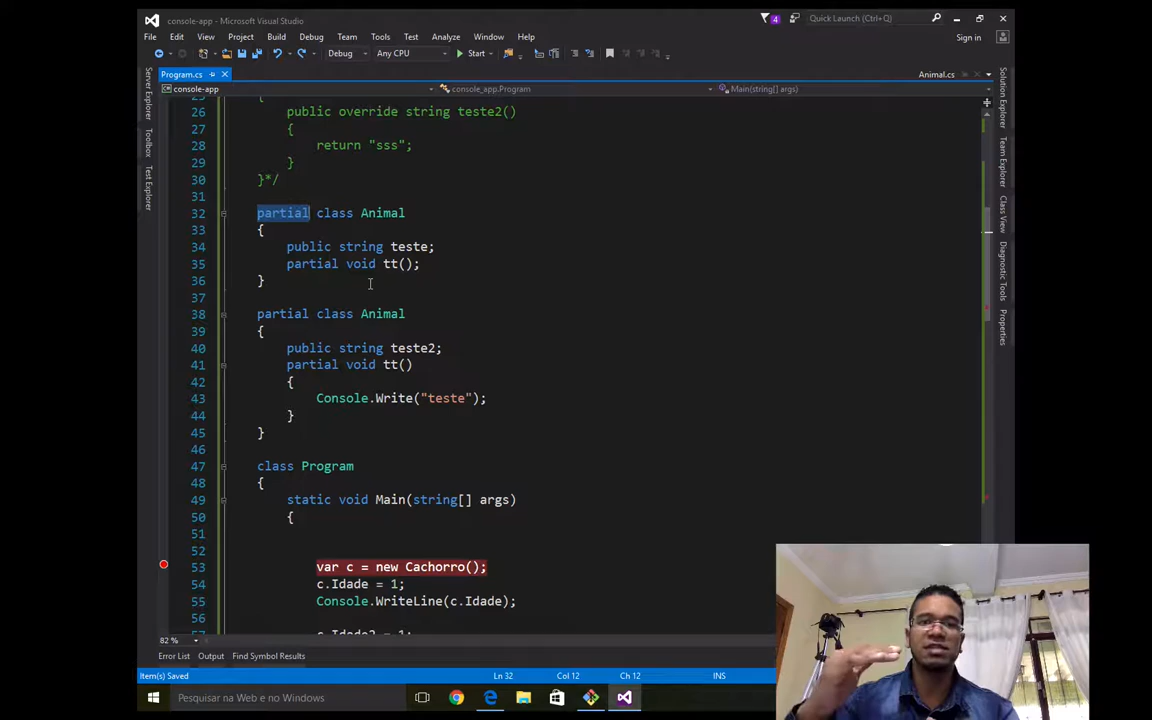 console-app - Microsoft Visual Studio
4
Quick Launch (Ctrl+Q)
File Edit View Project Build Debug Team Tools Test Analyze Window Help
Sign in
Debug Any CPU Start
Program.cs
Animal.cs
console-app
console_app.Program
Main(string[] args)
Server Explorer
Toolbox
Test Explorer
Solution Explorer
Team Explorer
Class View
Diagnostic Tools
Properties
25 {
26 public override string teste2()
27 {
28 return "sss";
29 }
30 }*/
31
32 partial class Animal
33 {
34 public string teste;
35 partial void tt();
36 }
37
38 partial class Animal
39 {
40 public string teste2;
41 partial void tt()
42 {
43 Console.Write("teste");
44 }
45 }
46
47 class Program
48 {
49 static void Main(string[] args)
50 {
51
52
53 var c = new Cachorro();
54 c.Idade = 1;
55 Console.WriteLine(c.Idade);
56
57 c.Idade2 = 1;
82 %
Error List Output Find Symbol Results
Item(s) Saved Ln 32 Col 12 Ch 12 INS
Pesquisar na Web e no Windows